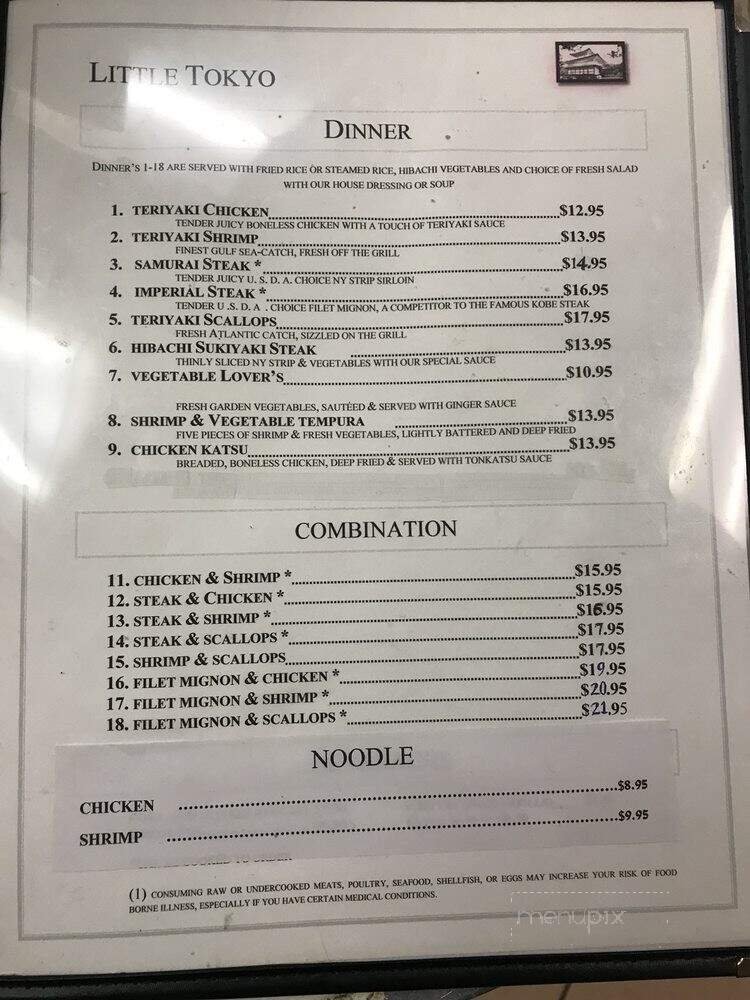 LITTLE TOKYO
DINNER
DINNER'S 1-18 ARE SERVED WITH FRIED RICE OR STEAMED RICE, HIBACHI VEGETABLES AND CHOICE OF FRESH SALAD
WITH OUR HOUSE DRESSING OR SOUP
1. TERIYAKI CHICKEN $12.95
TENDER JUICY BONELESS CHICKEN WITH A TOUCH OF TERIYAKI SAUCE
2. TERIYAKI SHRIMP $13.95
FINEST GULF SEA-CATCH, FRESH OFF THE GRILL
3. SAMURAI STEAK * $14.95
TENDER JUICY U. S. D. A. CHOICE NY STRIP SIRLOIN
4. IMPERIAL STEAK * $16.95
TENDER U .S. D. A . CHOICE FILET MIGNON, A COMPETITOR TO THE FAMOUS KOBE STEAK
5. TERIYAKI SCALLOPS $17.95
FRESH ATLANTIC CATCH, SIZZLED ON THE GRILL
6. HIBACHI SUKIYAKI STEAK $13.95
THINLY SLICED NY STRIP & VEGETABLES WITH OUR SPECIAL SAUCE
7. VEGETABLE LOVER'S $10.95
FRESH GARDEN VEGETABLES, SAUTÉED & SERVED WITH GINGER SAUCE
8. SHRIMP & VEGETABLE TEMPURA $13.95
FIVE PIECES OF SHRIMP & FRESH VEGETABLES, LIGHTLY BATTERED AND DEEP FRIED
9. CHICKEN KATSU $13.95
BREADED, BONELESS CHICKEN, DEEP FRIED & SERVED WITH TONKATSU SAUCE
COMBINATION
11. CHICKEN & SHRIMP * $15.95
12. STEAK & CHICKEN * $15.95
13. STEAK & SHRIMP * $16.95
14. STEAK & SCALLOPS * $17.95
15. SHRIMP & SCALLOPS $17.95
16. FILET MIGNON & CHICKEN * $19.95
17. FILET MIGNON & SHRIMP * $20.95
18. FILET MIGNON & SCALLOPS * $21.95
NOODLE
CHICKEN $8.95
SHRIMP $9.95
(1) CONSUMING RAW OR UNDERCOOKED MEATS, POULTRY, SEAFOOD, SHELLFISH, OR EGGS MAY INCREASE YOUR RISK OF FOOD
BORNE ILLNESS, ESPECIALLY IF YOU HAVE CERTAIN MEDICAL CONDITIONS.
menupix